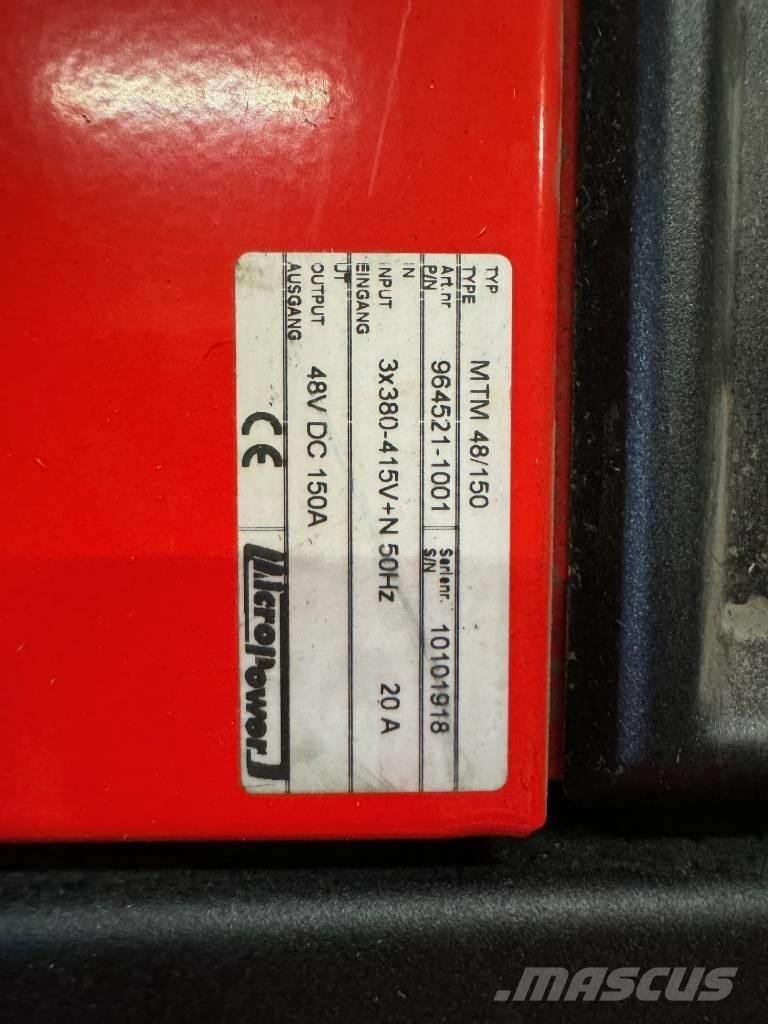 TYP
TYPE MTM 48/150
Art.nr 964521-1001 Serienr. 10101918
P/N S/N
IN
INPUT 3x380-415V+N 50Hz 20 A
EINGANG
UT
OUTPUT 48V DC 150A
AUSGANG
CE MicroPower
MASCUS